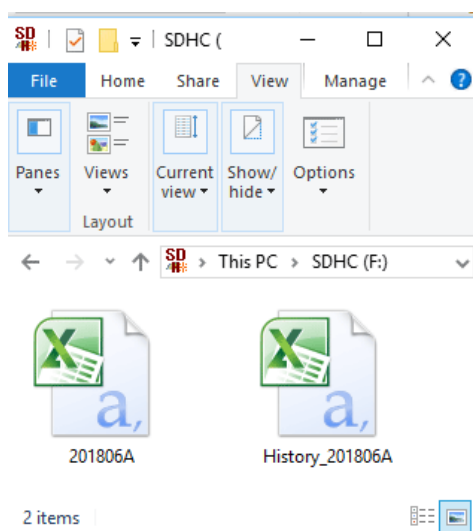 SDHC (
File Home Share View Manage
Panes Views Current view Show/ hide Options
Layout
SD This PC SDHC (F:)
a, a,
201806A History_201806A
2 items